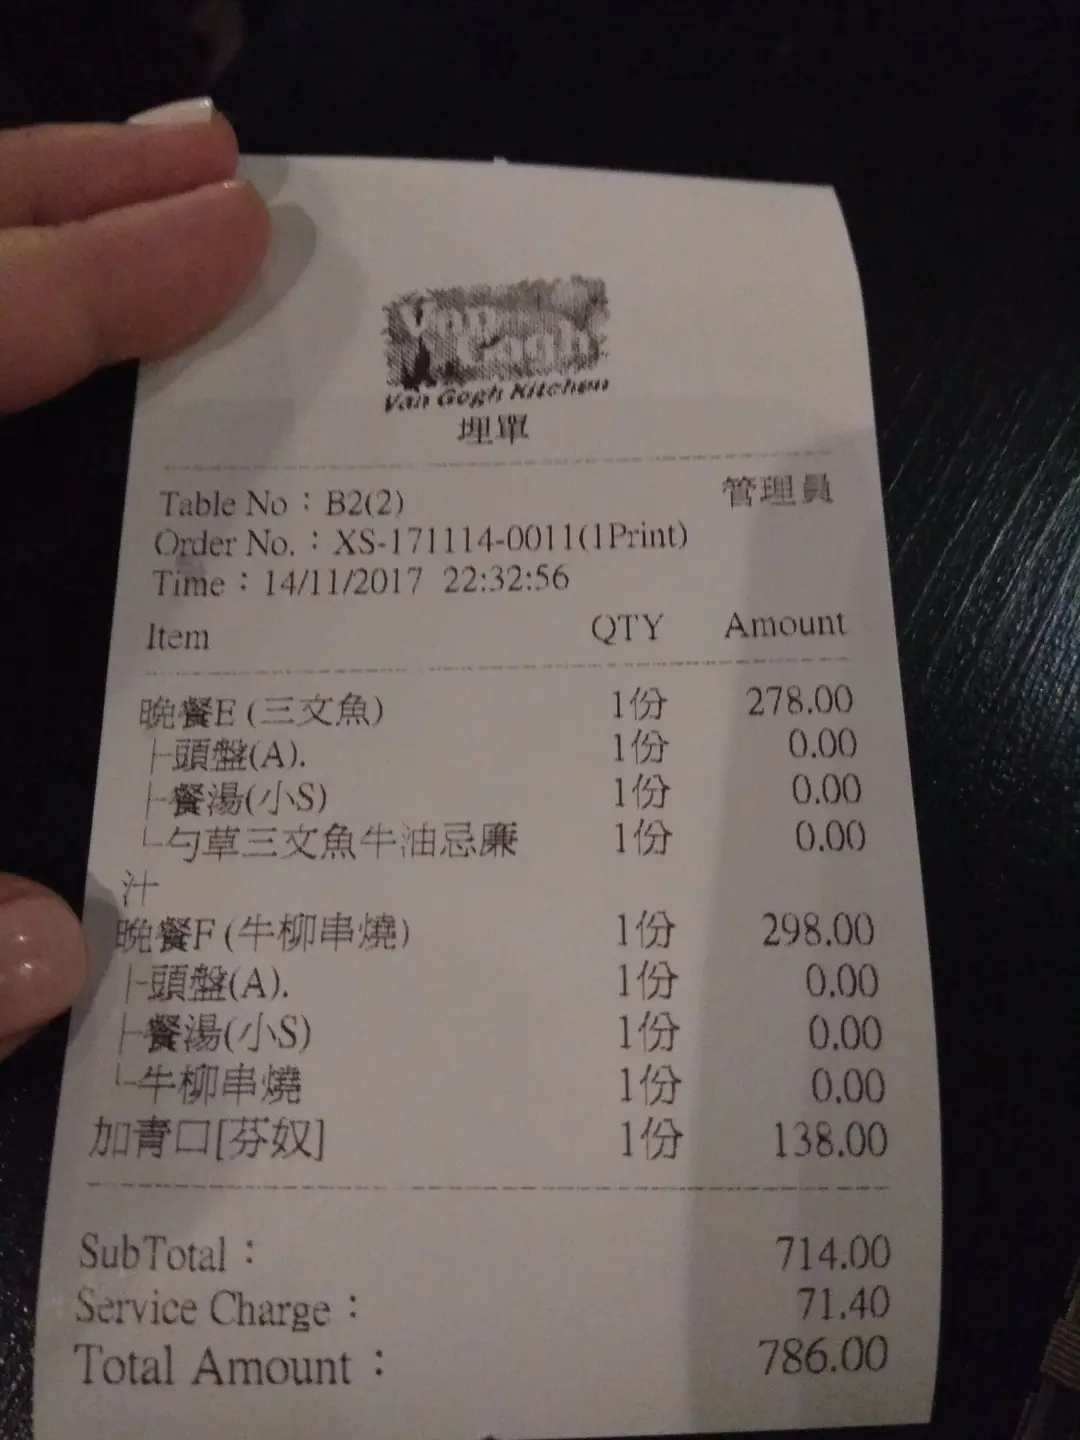 Van Gogh
Van Gogh Kitchen
埋單
管理員
Table No：B2(2)
Order No.：XS-171114-0011(1Print)
Time：14/11/2017 22:32:56
Item QTY Amount
晚餐E (三文魚) 1份 278.00
├頭盤(A). 1份 0.00
├餐湯(小S) 1份 0.00
└勻草三文魚牛油忌廉 1份 0.00
汁
晚餐F (牛柳串燒) 1份 298.00
├頭盤(A). 1份 0.00
├餐湯(小S) 1份 0.00
└牛柳串燒 1份 0.00
加青口[芬奴] 1份 138.00
SubTotal： 714.00
Service Charge： 71.40
Total Amount： 786.00